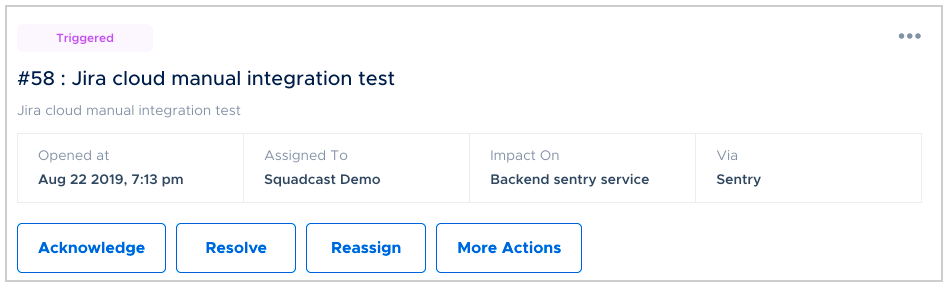 Triggered
#58 : Jira cloud manual integration test
Jira cloud manual integration test
Opened at Assigned To Impact On Via
Aug 22 2019, 7:13 pm Squadcast Demo Backend sentry service Sentry
Acknowledge Resolve Reassign More Actions